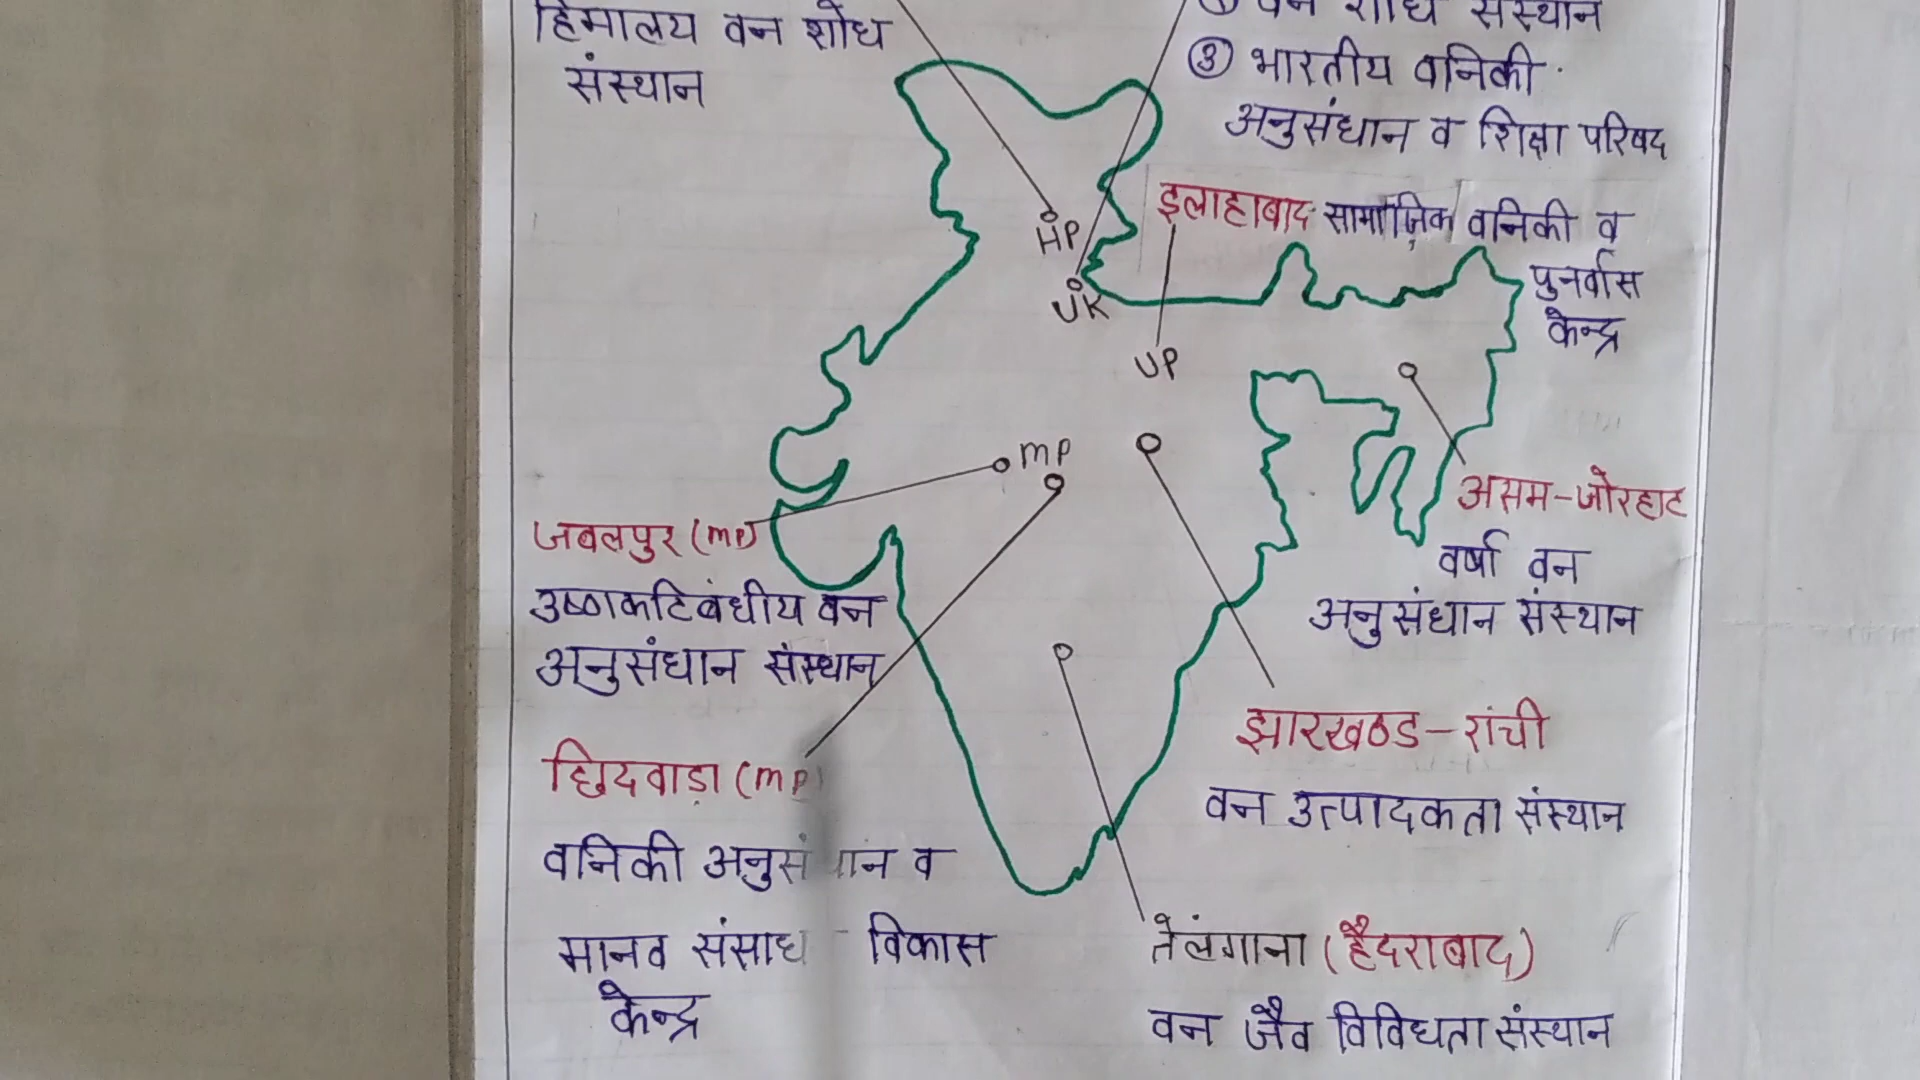 हिमालय वन शोध
संस्थान
वन शोध संस्थान
③ भारतीय वनिकी
अनुसंधान व शिक्षा परिषद
इलाहाबाद सामाजिक वनिकी व
पुनर्वास
केन्द्र
HP
UK
UP
MP
असम-जोरहाट
वर्षा वन
अनुसंधान संस्थान
जबलपुर (MP)
उष्णकटिबंधीय वन
अनुसंधान संस्थान
झारखण्ड-रांची
वन उत्पादकता संस्थान
छिदवाड़ा (MP)
वनिकी व
मानव विकास
केन्द्र
तेलंगाना (हैदराबाद)
वन जैव विविधता संस्थान